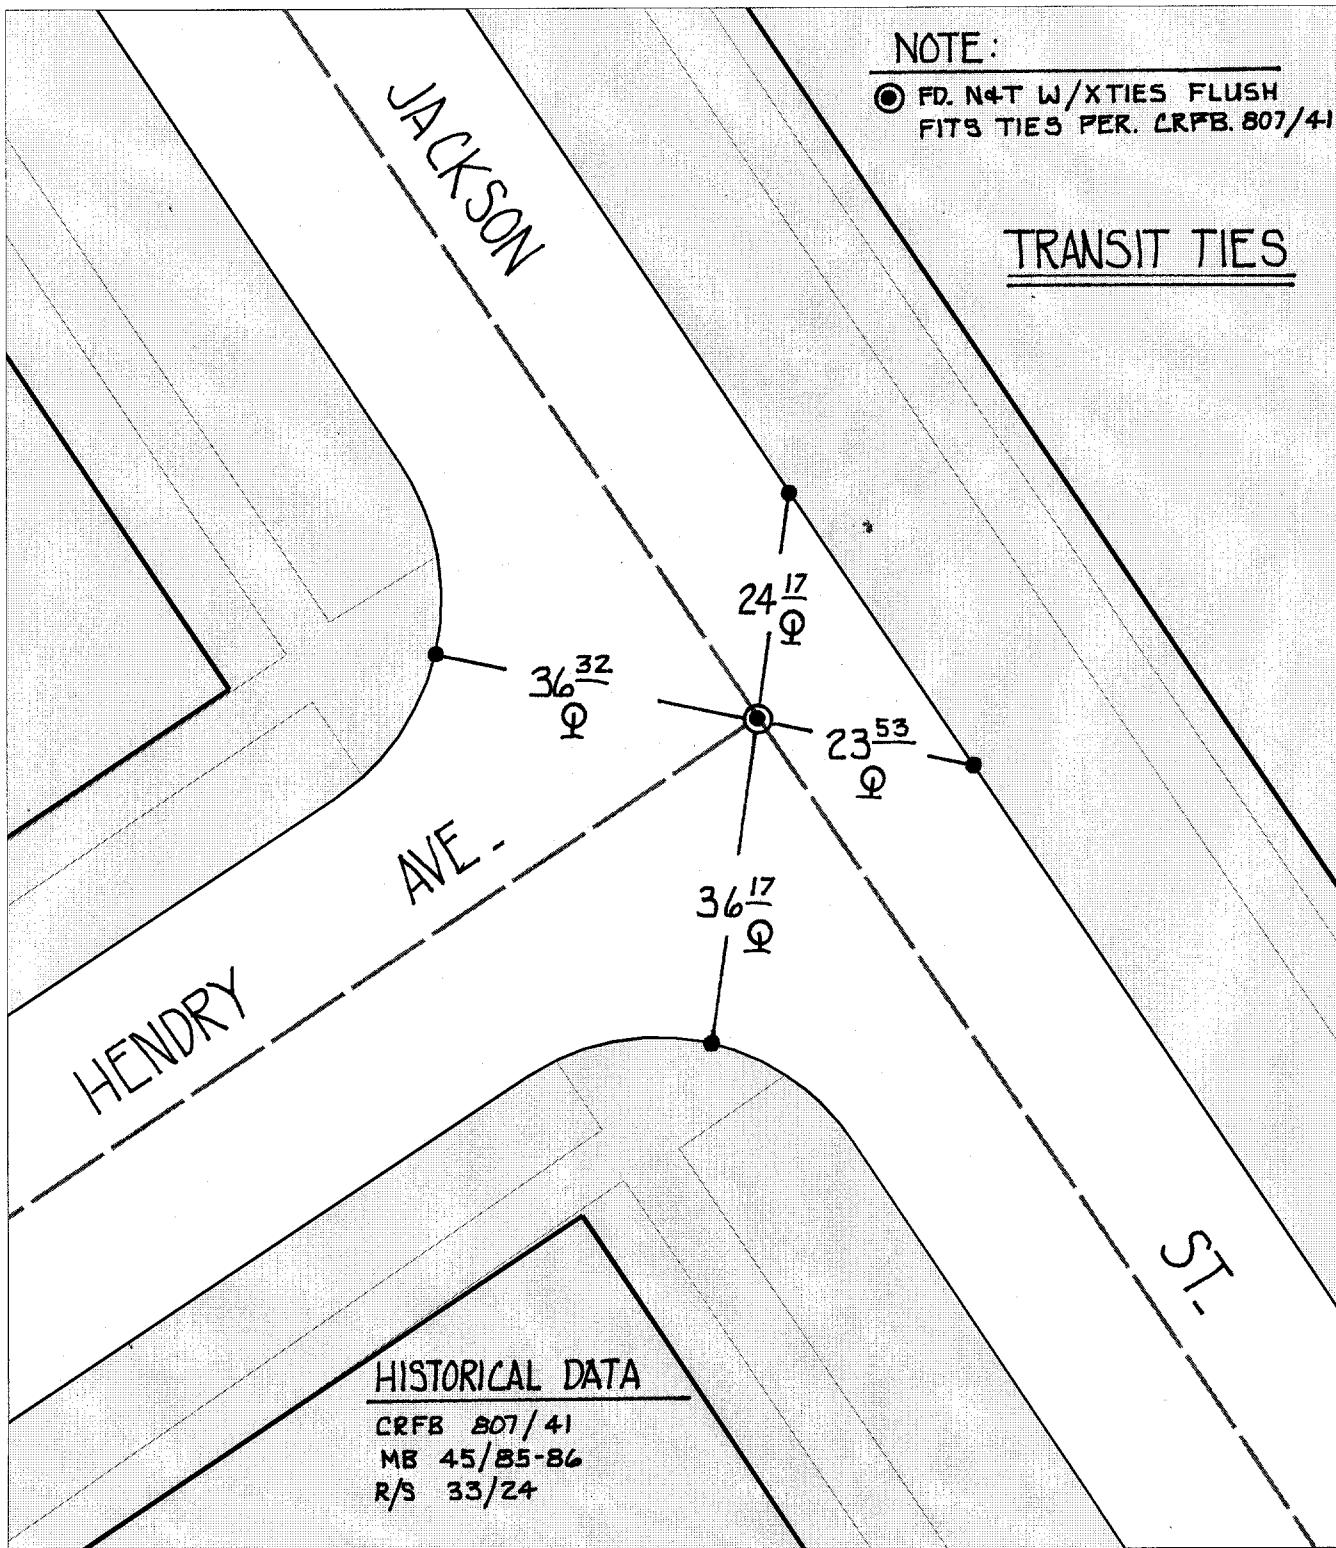 NOTE:
FD. N&T W/XTIES FLUSH
FITS TIES PER. CRFB. 807/41
TRANSIT TIES
JACKSON
24 17
36 32
23 53
AVE.
36 17
HENDRY
ST.
HISTORICAL DATA
CRFB 807/41
MB 45/85-86
R/S 33/24